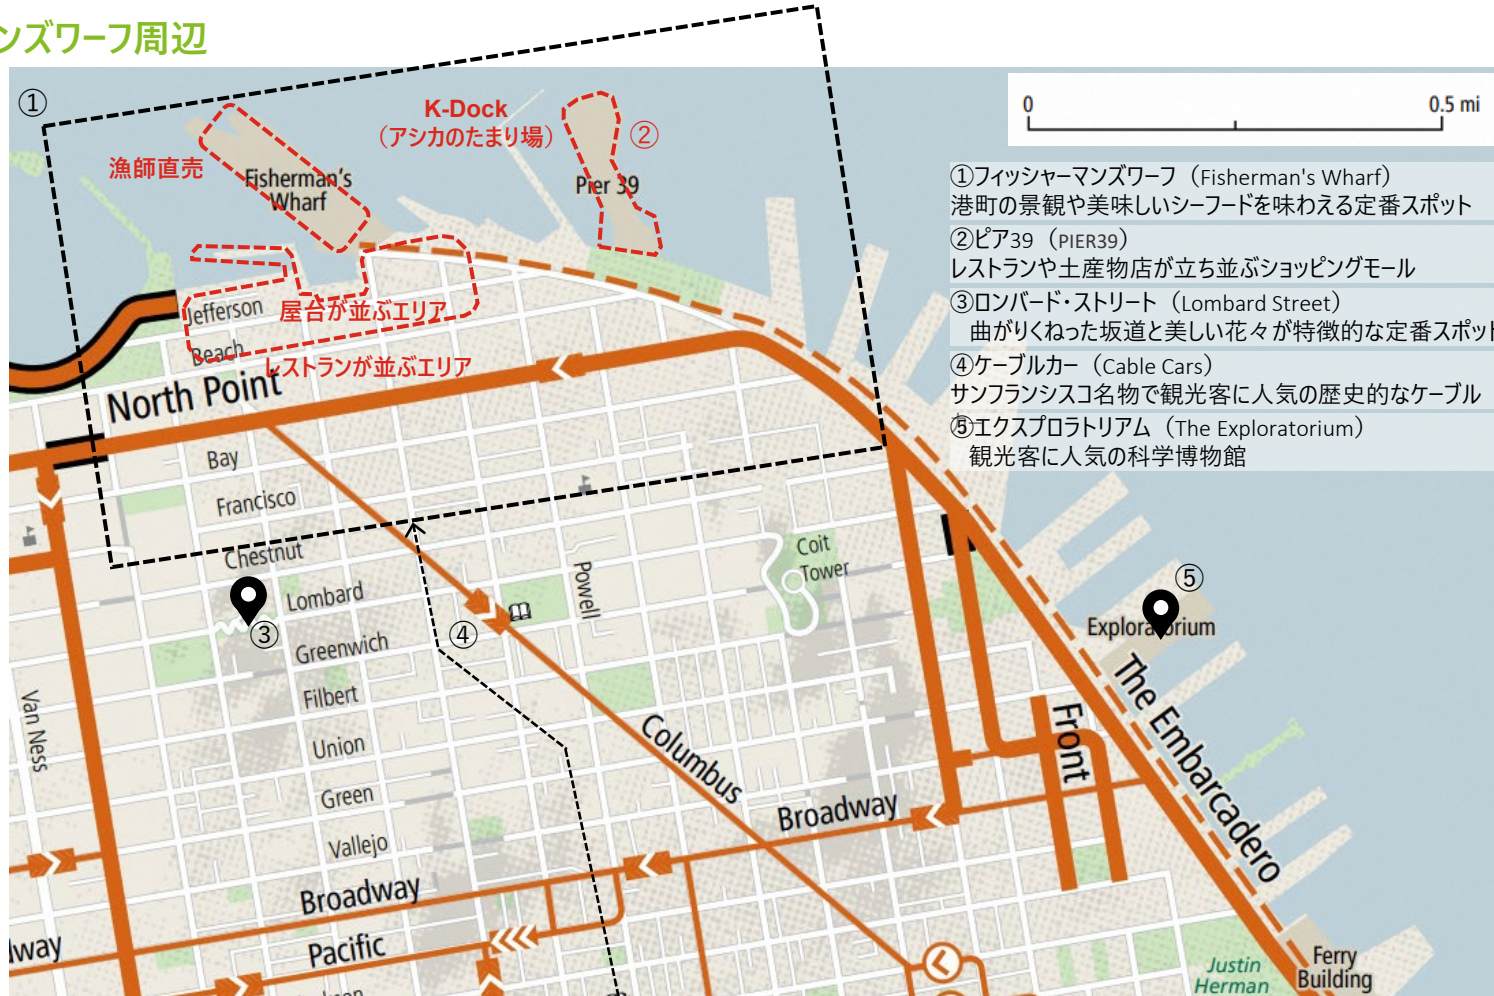 ンズワーフ周辺
①
K-Dock
（アシカのたまり場）
②
漁師直売
Fisherman's
Wharf
Pier 39
0
0.5 mi
①フィッシャーマンズワーフ（Fisherman's Wharf）
港町の景観や美味しいシーフードを味わえる定番スポット
②ピア39（PIER39）
レストランや土産物店が立ち並ぶショッピングモール
③ロンバード・ストリート（Lombard Street）
曲がりくねった坂道と美しい花々が特徴的な定番スポット
④ケーブルカー（Cable Cars）
サンフランシスコ名物で観光客に人気の歴史的なケーブル
⑤エクスプロラトリアム（The Exploratorium）
観光客に人気の科学博物館
Jefferson
屋台が並ぶエリア
Beach
レストランが並ぶエリア
North Point
Bay
Francisco
Chestnut
Coit
Tower
Powell
Lombard
③
④
⑤
Exploratorium
Greenwich
Filbert
Van Ness
Union
Columbus
Front
The Embarcadero
Green
Broadway
Vallejo
Broadway
Pacific
Justin
Herman
Ferry
Building